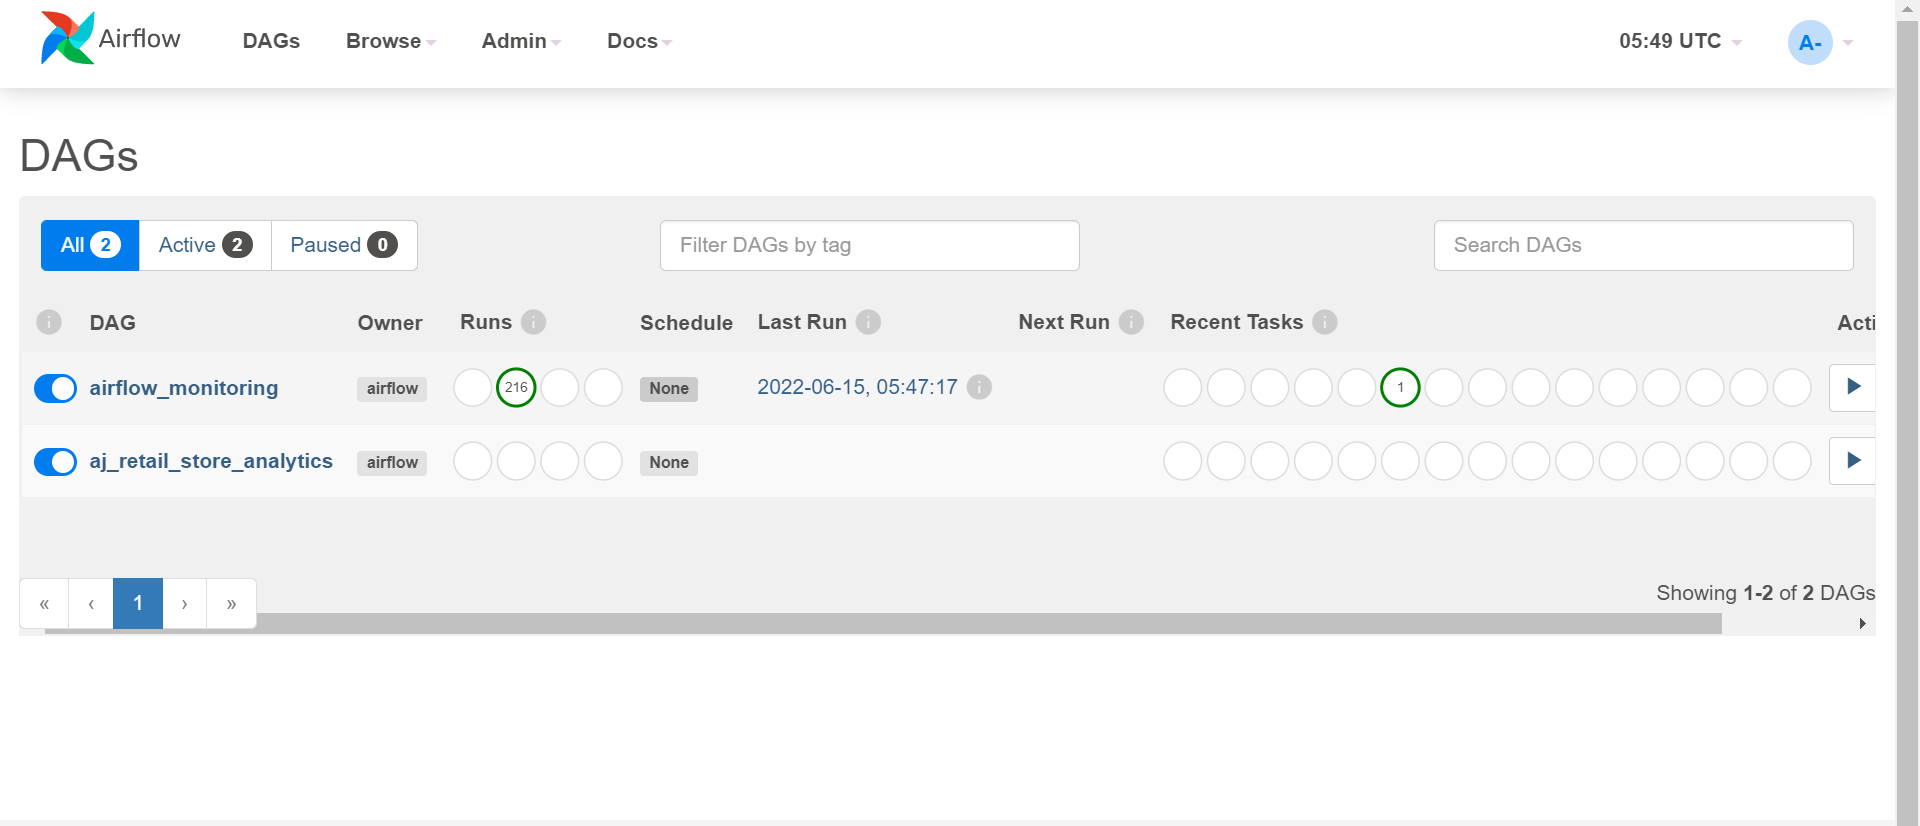 Airflow DAGs Browse Admin Docs 05:49 UTC A-
DAGs
All 2 Active 2 Paused 0 Filter DAGs by tag Search DAGs
i DAG Owner Runs i Schedule Last Run i Next Run i Recent Tasks i Acti
airflow_monitoring airflow 216 None 2022-06-15, 05:47:17 i 1
aj_retail_store_analytics airflow None
« ‹ 1 › » Showing 1-2 of 2 DAGs